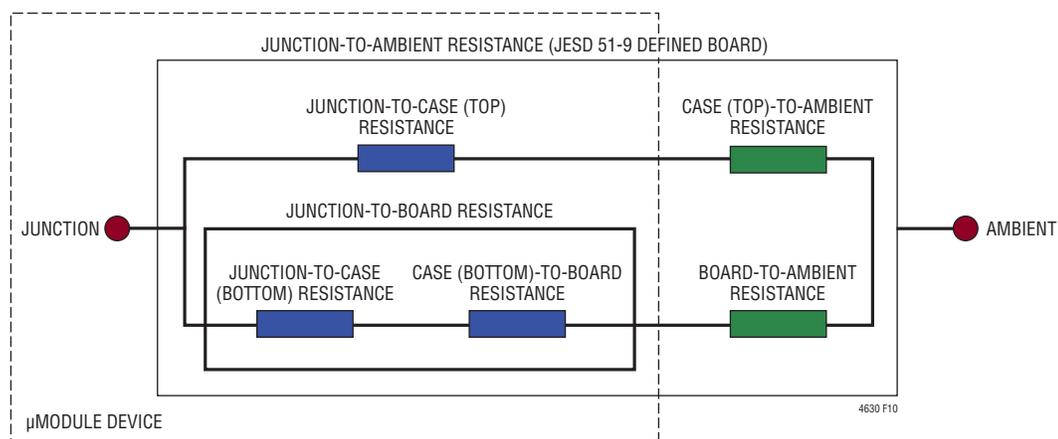 JUNCTION-TO-AMBIENT RESISTANCE (JESD 51-9 DEFINED BOARD)
JUNCTION-TO-CASE (TOP)
RESISTANCE
CASE (TOP)-TO-AMBIENT
RESISTANCE
JUNCTION
JUNCTION-TO-BOARD RESISTANCE
AMBIENT
JUNCTION-TO-CASE
(BOTTOM) RESISTANCE
CASE (BOTTOM)-TO-BOARD
RESISTANCE
BOARD-TO-AMBIENT
RESISTANCE
4630 F10
µMODULE DEVICE